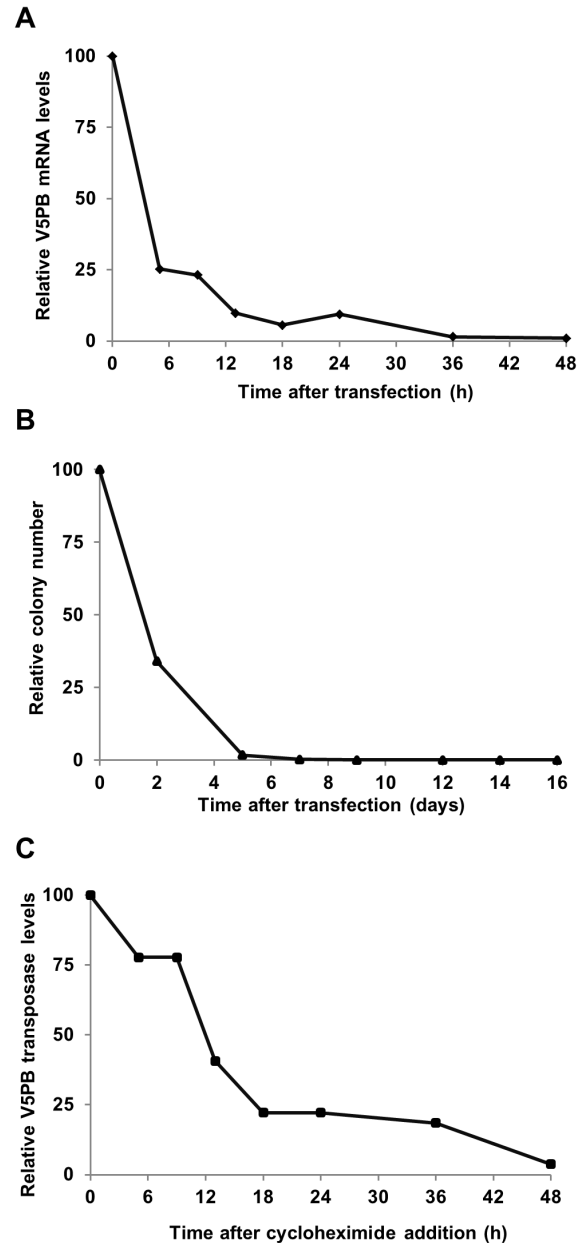 A
Relative V5PB mRNA levels
100
75
50
25
0
0 6 12 18 24 30 36 42 48
Time after transfection (h)
B
Relative colony number
100
75
50
25
0
0 2 4 6 8 10 12 14 16
Time after transfection (days)
C
Relative V5PB transposase levels
100
75
50
25
0
0 6 12 18 24 30 36 42 48
Time after cycloheximide addition (h)